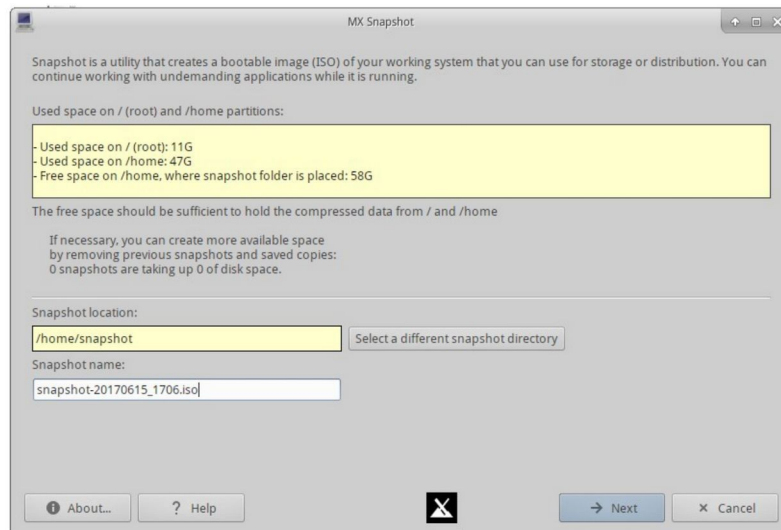 MX Snapshot
Snapshot is a utility that creates a bootable image (ISO) of your working system that you can use for storage or distribution. You can
continue working with undemanding applications while it is running.
Used space on / (root) and /home partitions:
- Used space on / (root): 11G
- Used space on /home: 47G
- Free space on /home, where snapshot folder is placed: 58G
The free space should be sufficient to hold the compressed data from / and /home
If necessary, you can create more available space
by removing previous snapshots and saved copies:
0 snapshots are taking up 0 of disk space.
Snapshot location:
/home/snapshot
Select a different snapshot directory
Snapshot name:
snapshot-20170615_1706.iso
About...
? Help
Next
Cancel